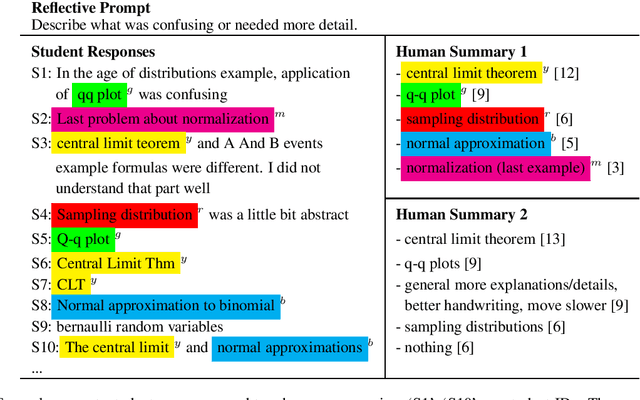 Reflective Prompt
Describe what was confusing or needed more detail.
Student Responses
S1: In the age of distributions example, application
of qq plot g was confusing
S2: Last problem about normalization m
S3: central limit teorem y and A And B events
example formulas were different. I did not
understand that part well
S4: Sampling distribution r was a little bit abstract
S5: Q-q plot g
S6: Central Limit Thm y
S7: CLT y
S8: Normal approximation to binomial b
S9: bernaulli random variables
S10: The central limit y and normal approximations b
...
Human Summary 1
- central limit theorem y [12]
- q-q plot g [9]
- sampling distribution r [6]
- normal approximation b [5]
- normalization (last example) m [3]
Human Summary 2
- central limit theorem [13]
- q-q plots [9]
- general more explanations/details,
better handwriting, move slower [9]
- sampling distributions [6]
- nothing [6]